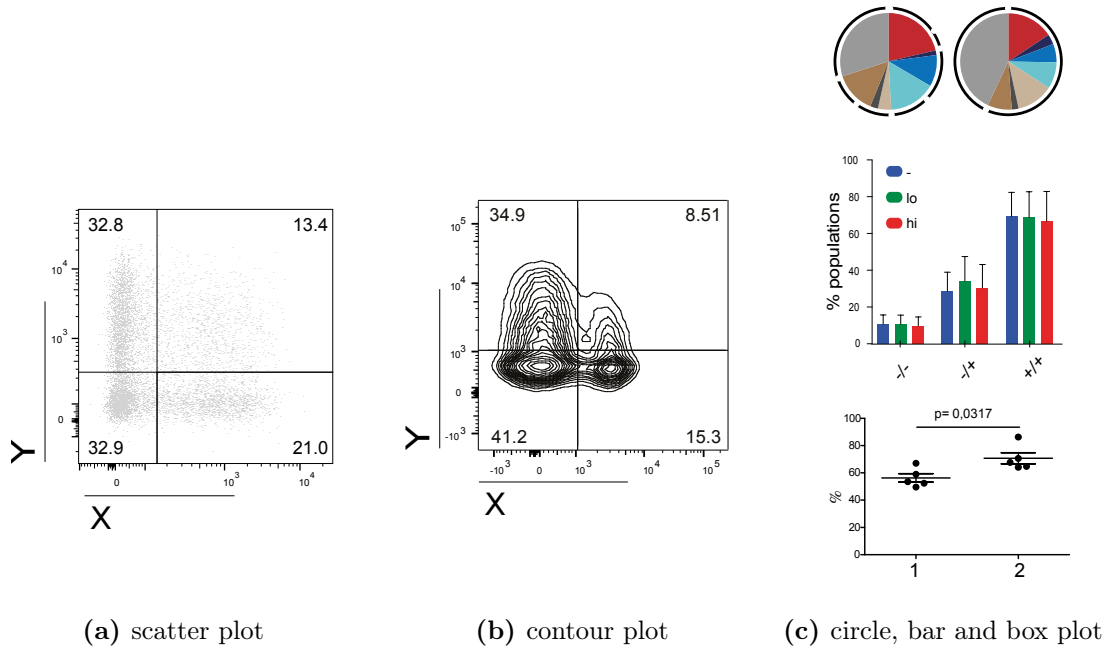 32.8 13.4
10^4
10^3
0
32.9 21.0
Y
0 10^3 10^4
X
(a) scatter plot
34.9 8.51
10^5
10^4
10^3
0
-10^3
41.2 15.3
Y
-10^3 0 10^3 10^4 10^5
X
(b) contour plot
100
80
60
40
20
0
% populations
-
lo
hi
-/- -/+ +/+
p= 0,0317
100
80
60
40
20
0
%
1 2
(c) circle, bar and box plot